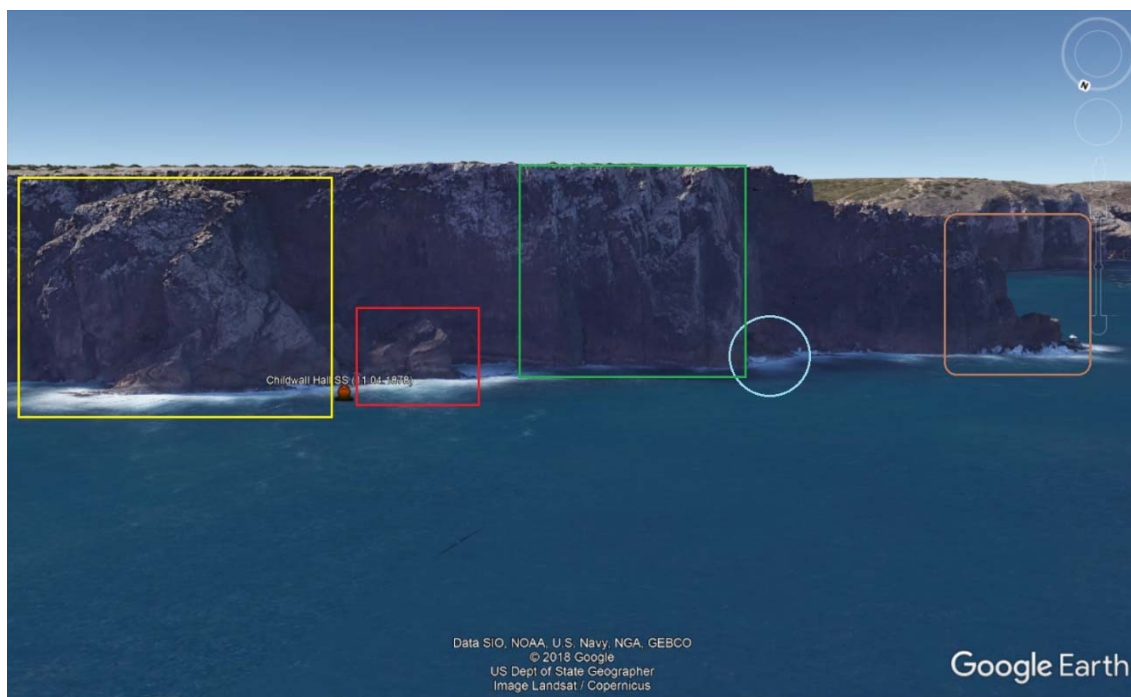 N
Childwall Hall SS (11.04.1878)
Data SIO, NOAA, U.S. Navy, NGA, GEBCO
© 2018 Google
US Dept of State Geographer
Image Landsat / Copernicus
Google Earth